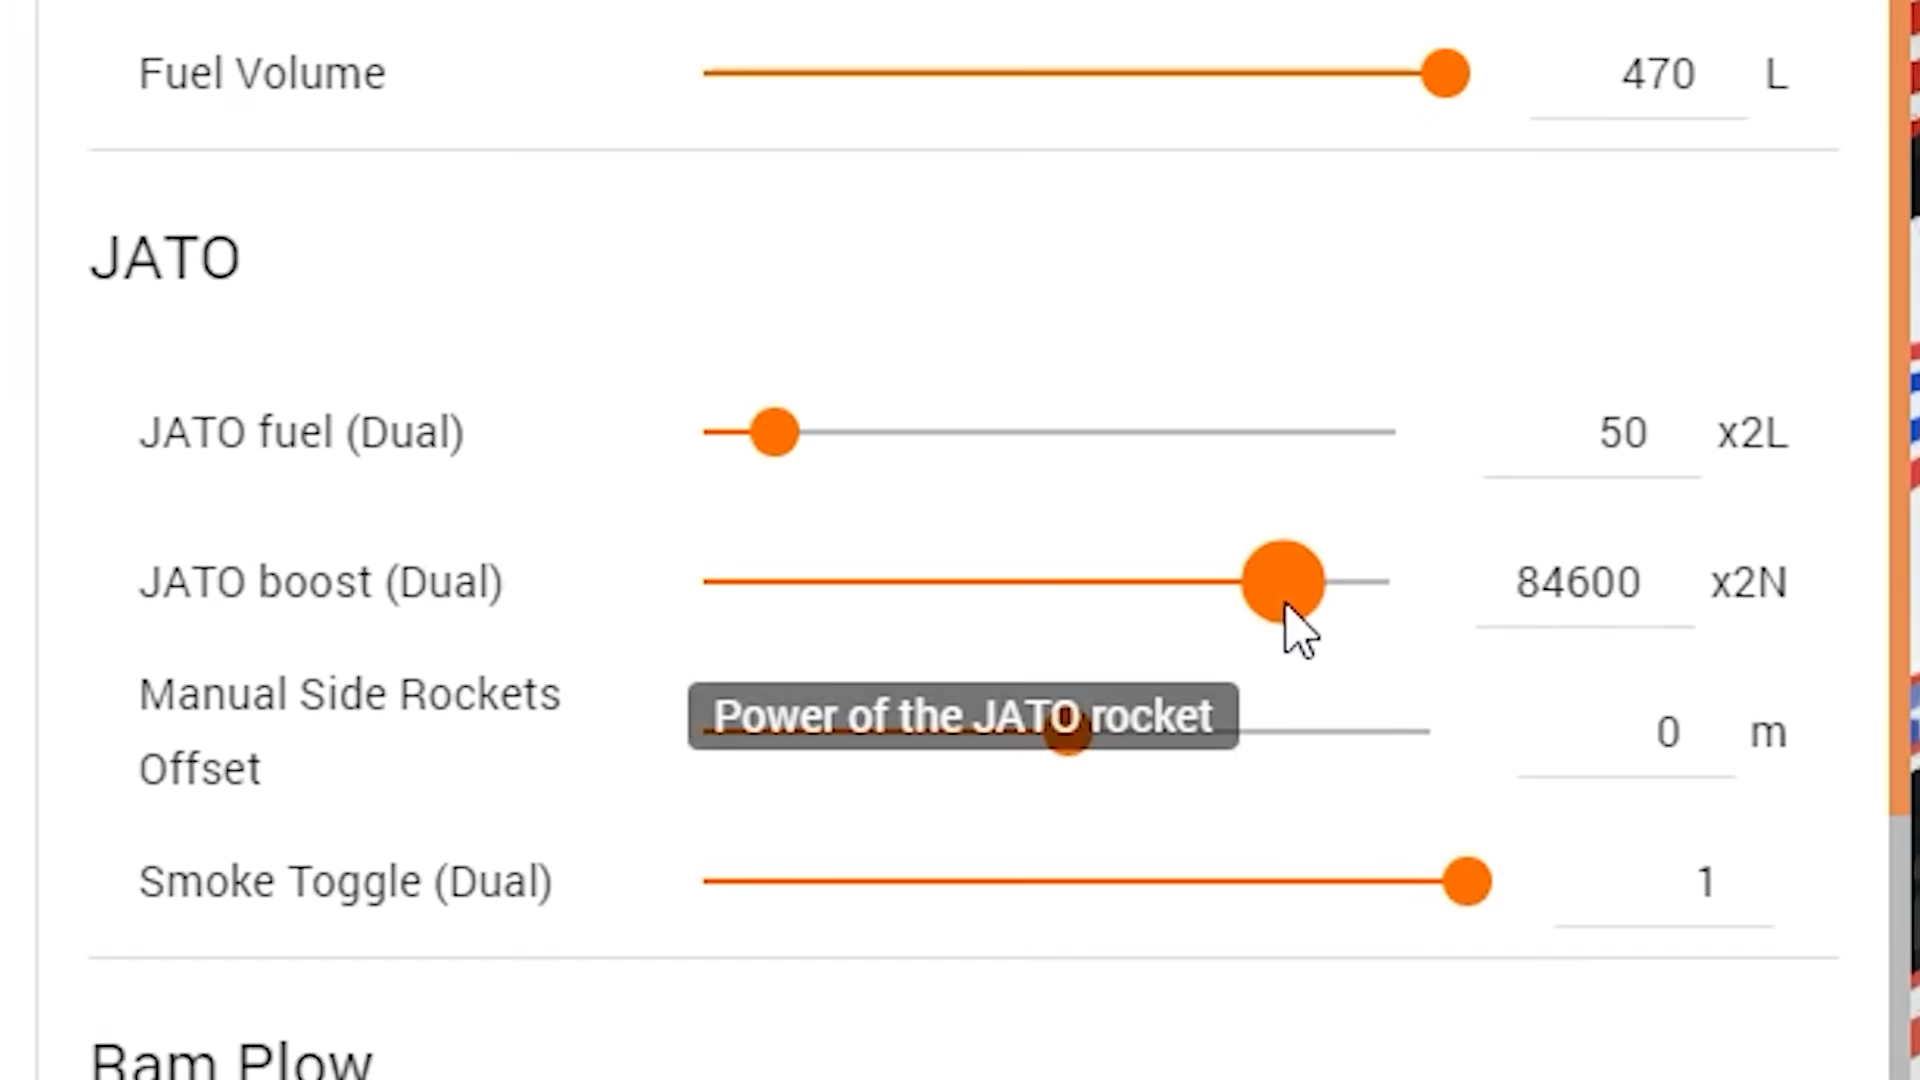 Fuel Volume 470 L
JATO
JATO fuel (Dual) 50 x2L
JATO boost (Dual) 84600 x2N
Manual Side Rockets
Offset
Power of the JATO rocket
0 m
Smoke Toggle (Dual) 1
Ram Plow